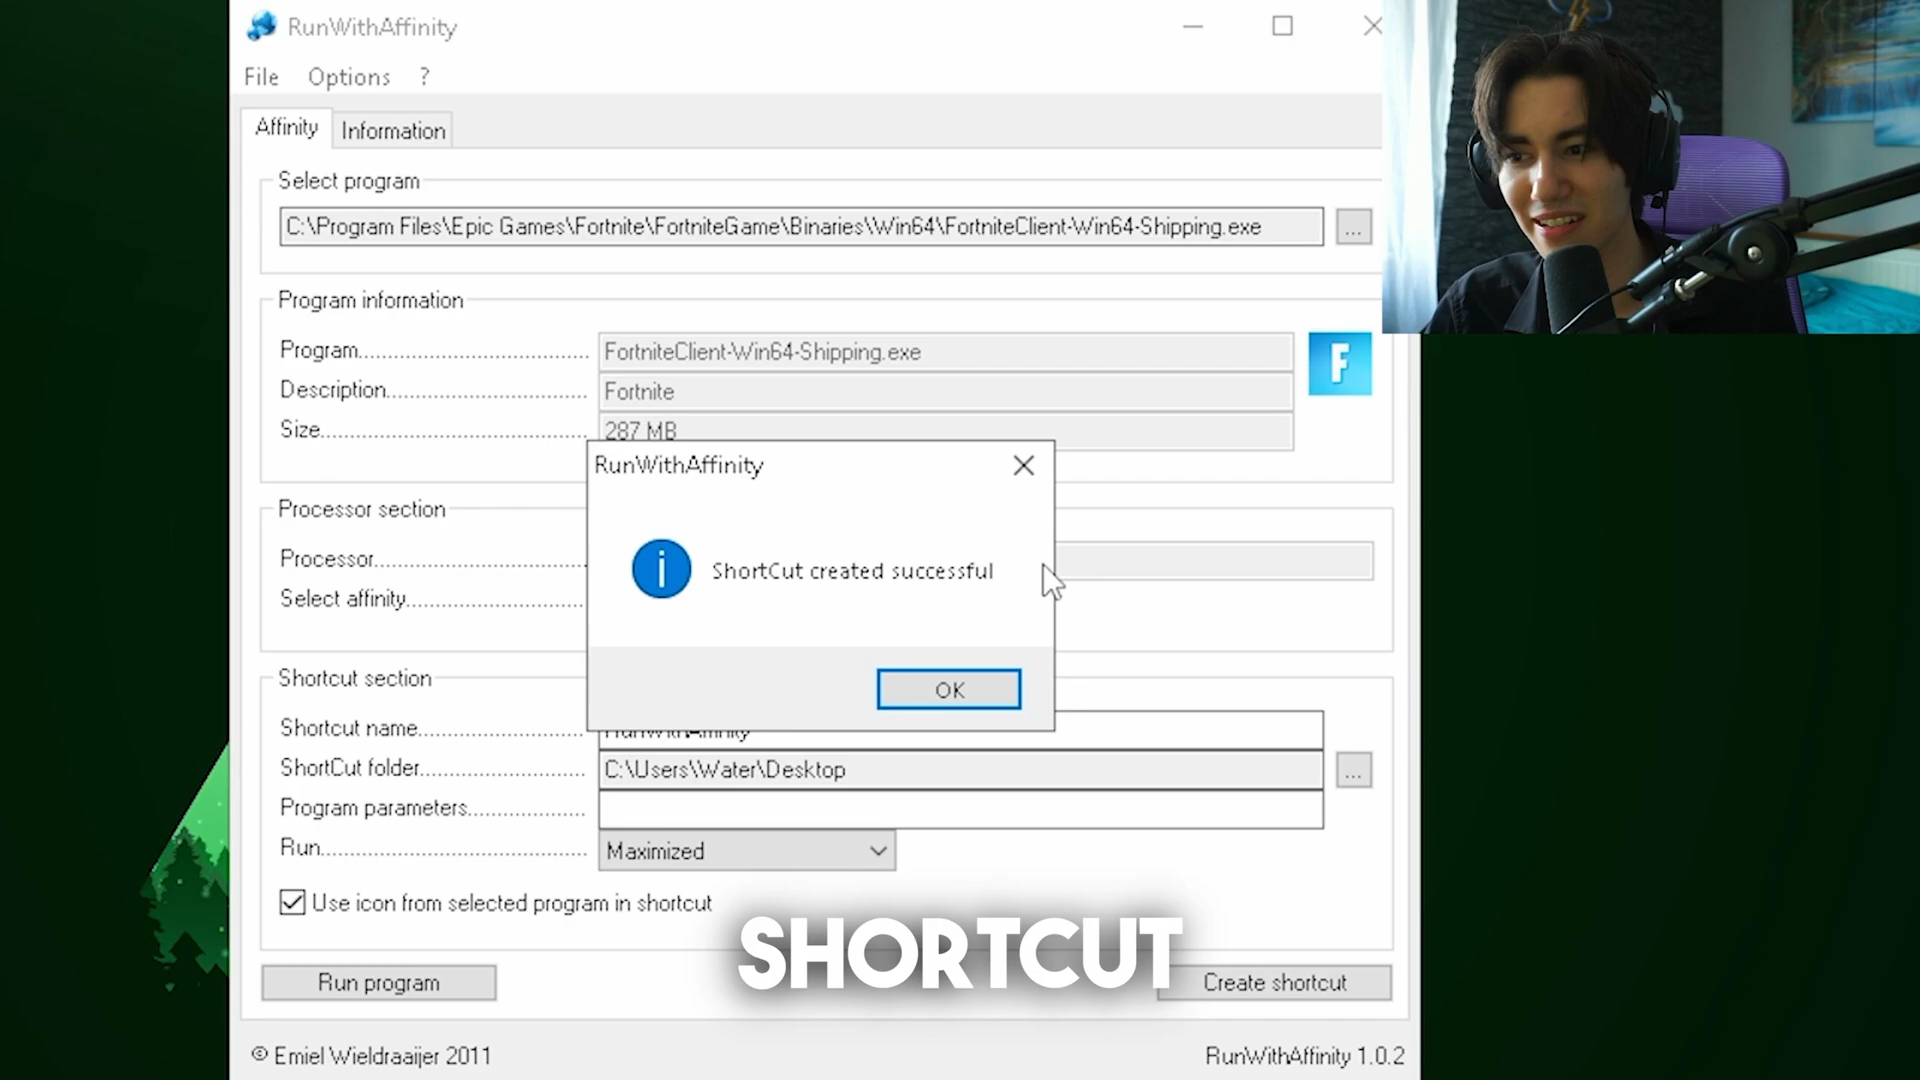 RunWithAffinity
File Options ?
Affinity Information
Select program
C:\Program Files\Epic Games\Fortnite\FortniteGame\Binaries\Win64\FortniteClient-Win64-Shipping.exe ...
Program information
Program FortniteClient-Win64-Shipping.exe
F
Description Fortnite
Size 287 MB
RunWithAffinity
Processor section
Processor
ShortCut created successful
Select affinity
OK
Shortcut section
Shortcut name RunWithAffinity
ShortCut folder C:\Users\Water\Desktop ...
Program parameters
Run Maximized
Use icon from selected program in shortcut
SHORTCUT
Run program Create shortcut
© Emiel Wieldraaijer 2011 RunWithAffinity 1.0.2